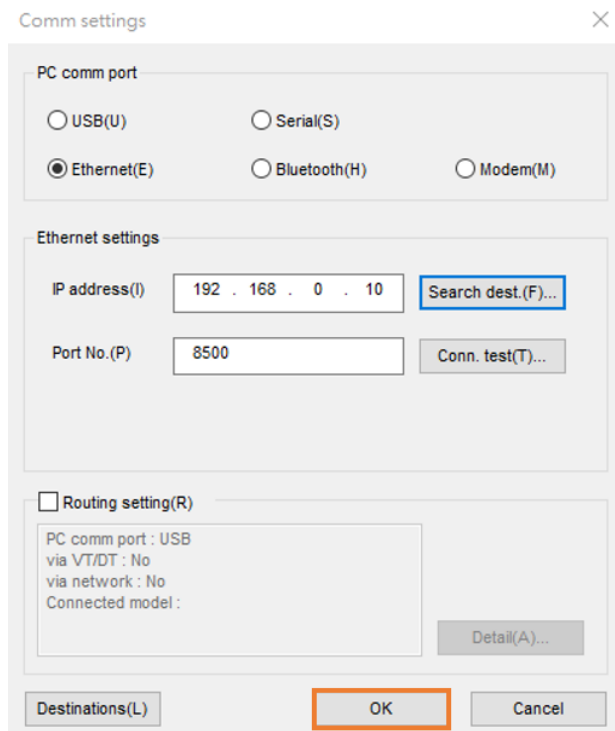 Comm settings
PC comm port
USB(U) Serial(S)
Ethernet(E) Bluetooth(H) Modem(M)
Ethernet settings
IP address(I) 192 . 168 . 0 . 10 Search dest.(F)...
Port No.(P) 8500 Conn. test(T)...
Routing setting(R)
PC comm port : USB
via VT/DT : No
via network : No
Connected model :
Detail(A)...
Destinations(L) OK Cancel